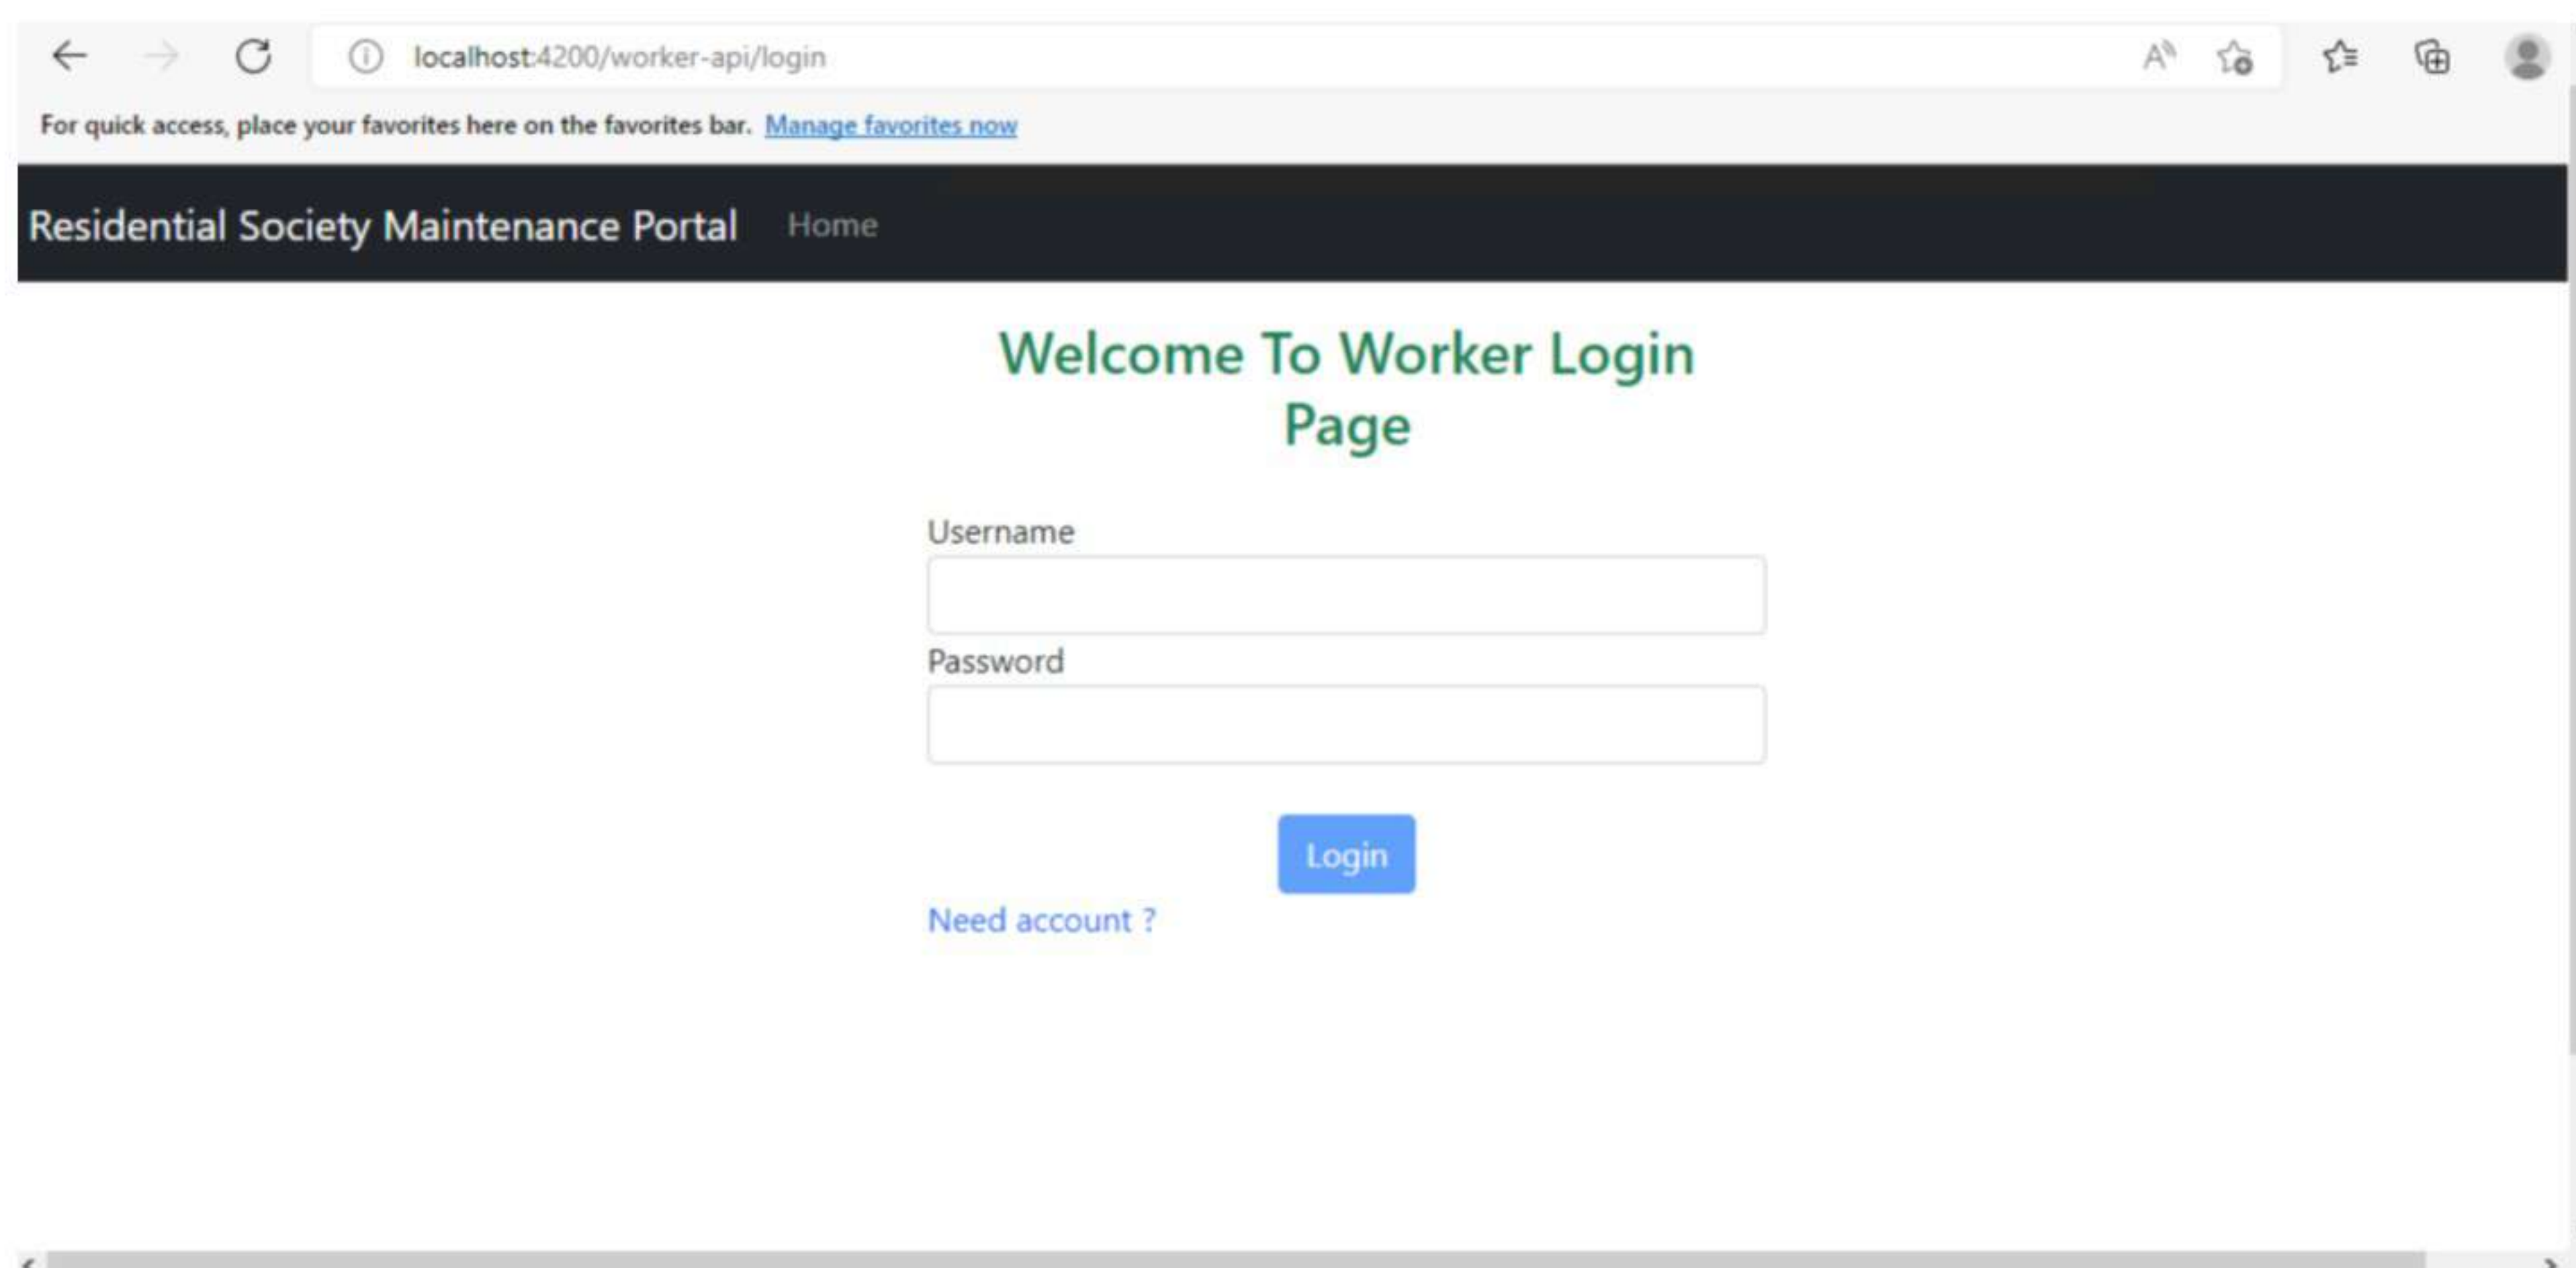 localhost:4200/worker-api/login
For quick access, place your favorites here on the favorites bar. Manage favorites now
Residential Society Maintenance Portal Home
Welcome To Worker Login
Page
Username
Password
Login
Need account ?